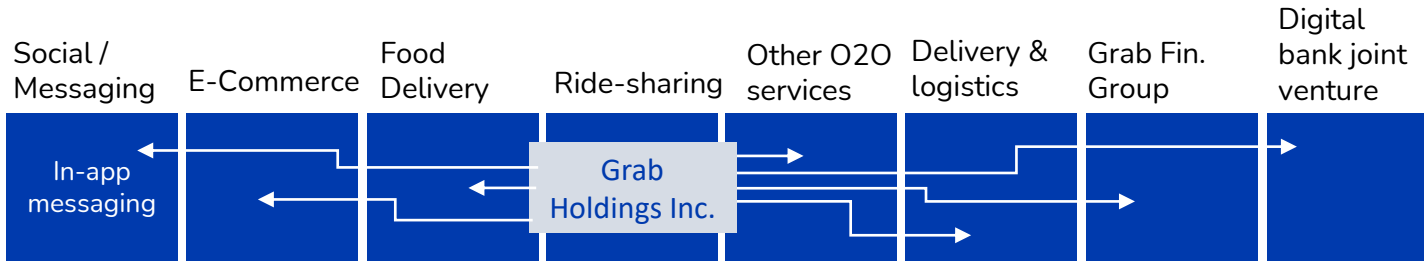 Social /
Messaging
E-Commerce
Food
Delivery
Ride-sharing
Other O2O
services
Delivery &
logistics
Grab Fin.
Group
Digital
bank joint
venture
In-app
messaging
Grab
Holdings Inc.